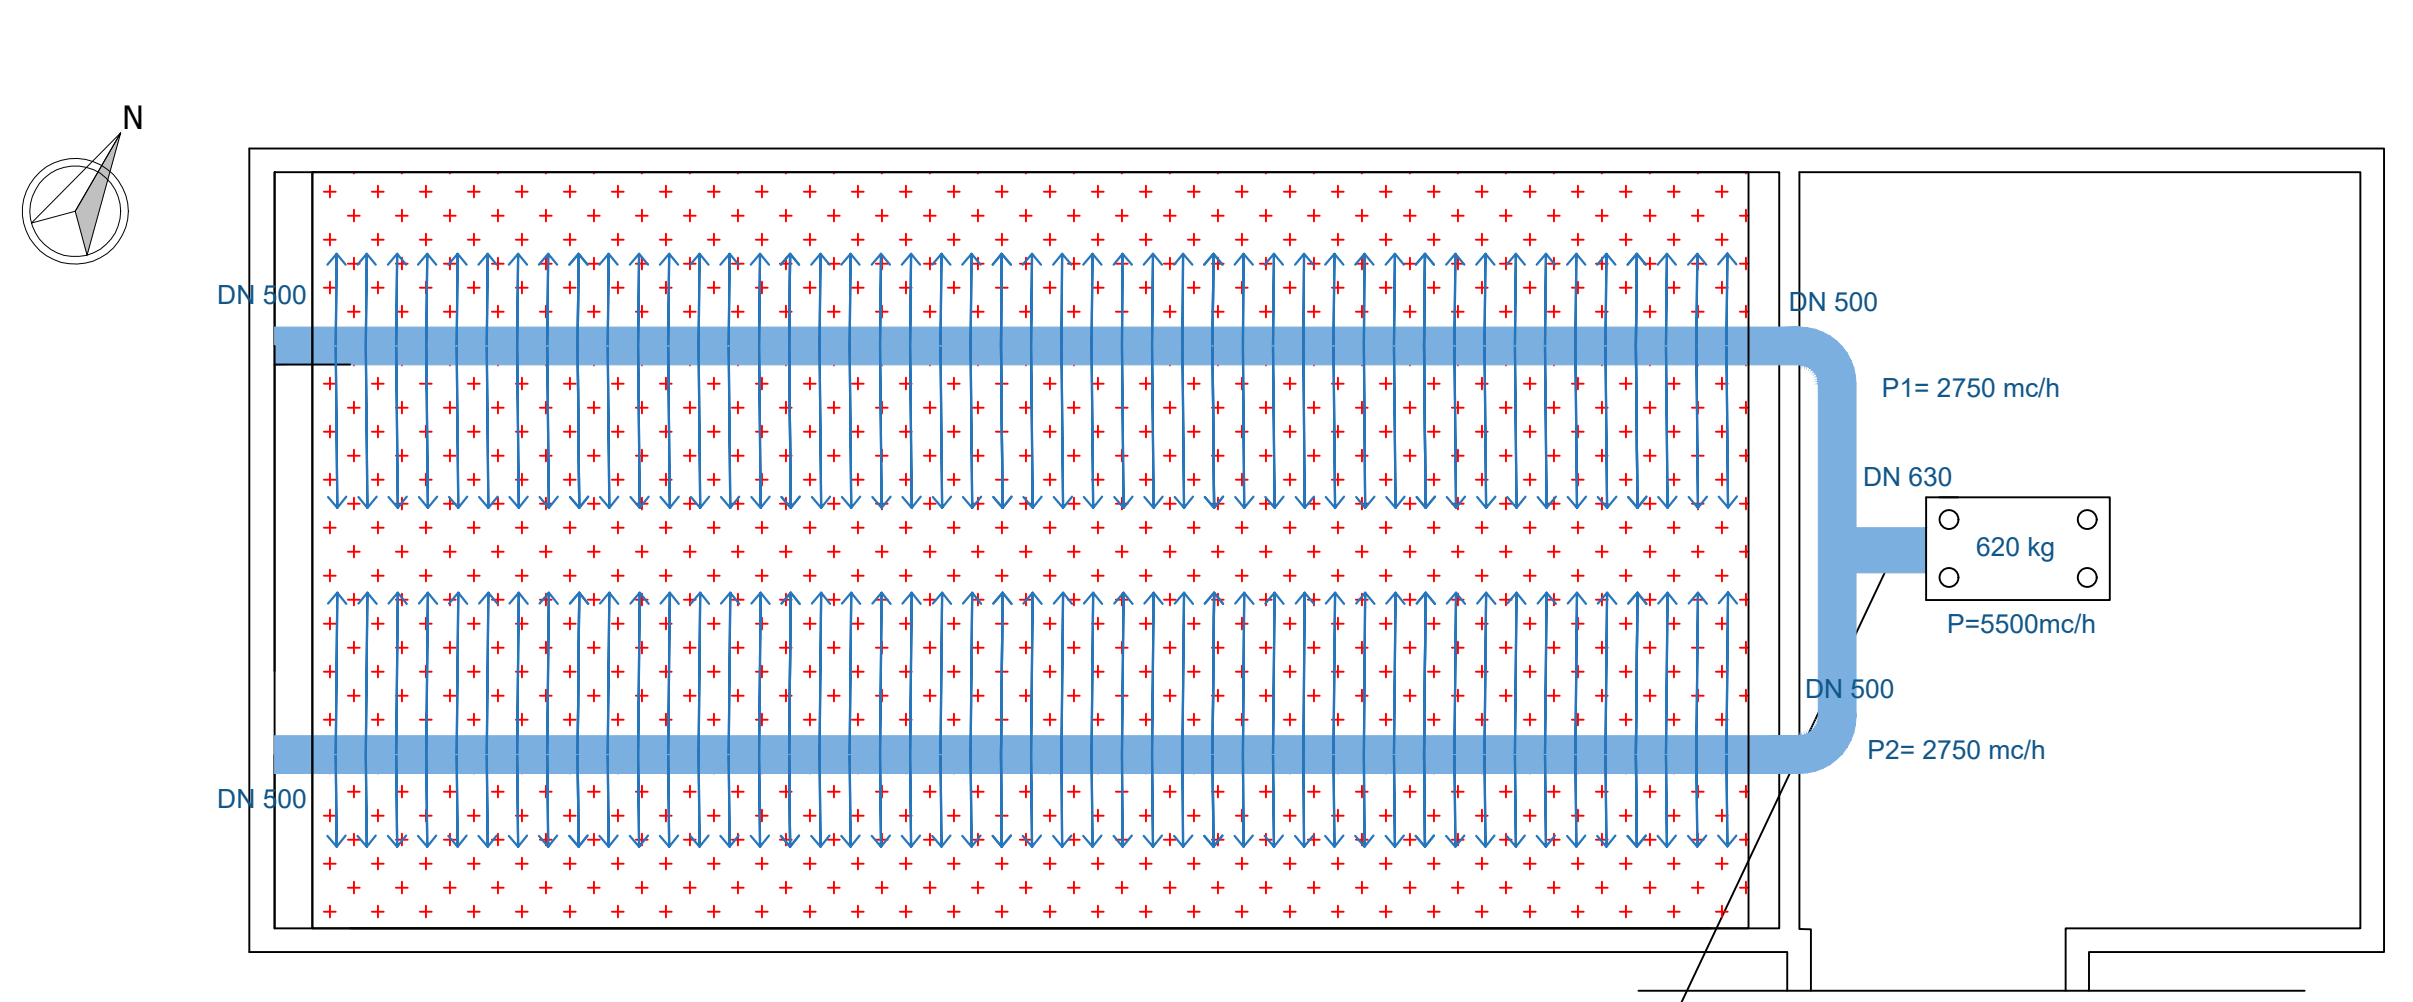 N
DN 500
DN 500
P1= 2750 mc/h
DN 630
620 kg
P=5500mc/h
DN 500
P2= 2750 mc/h
DN 500